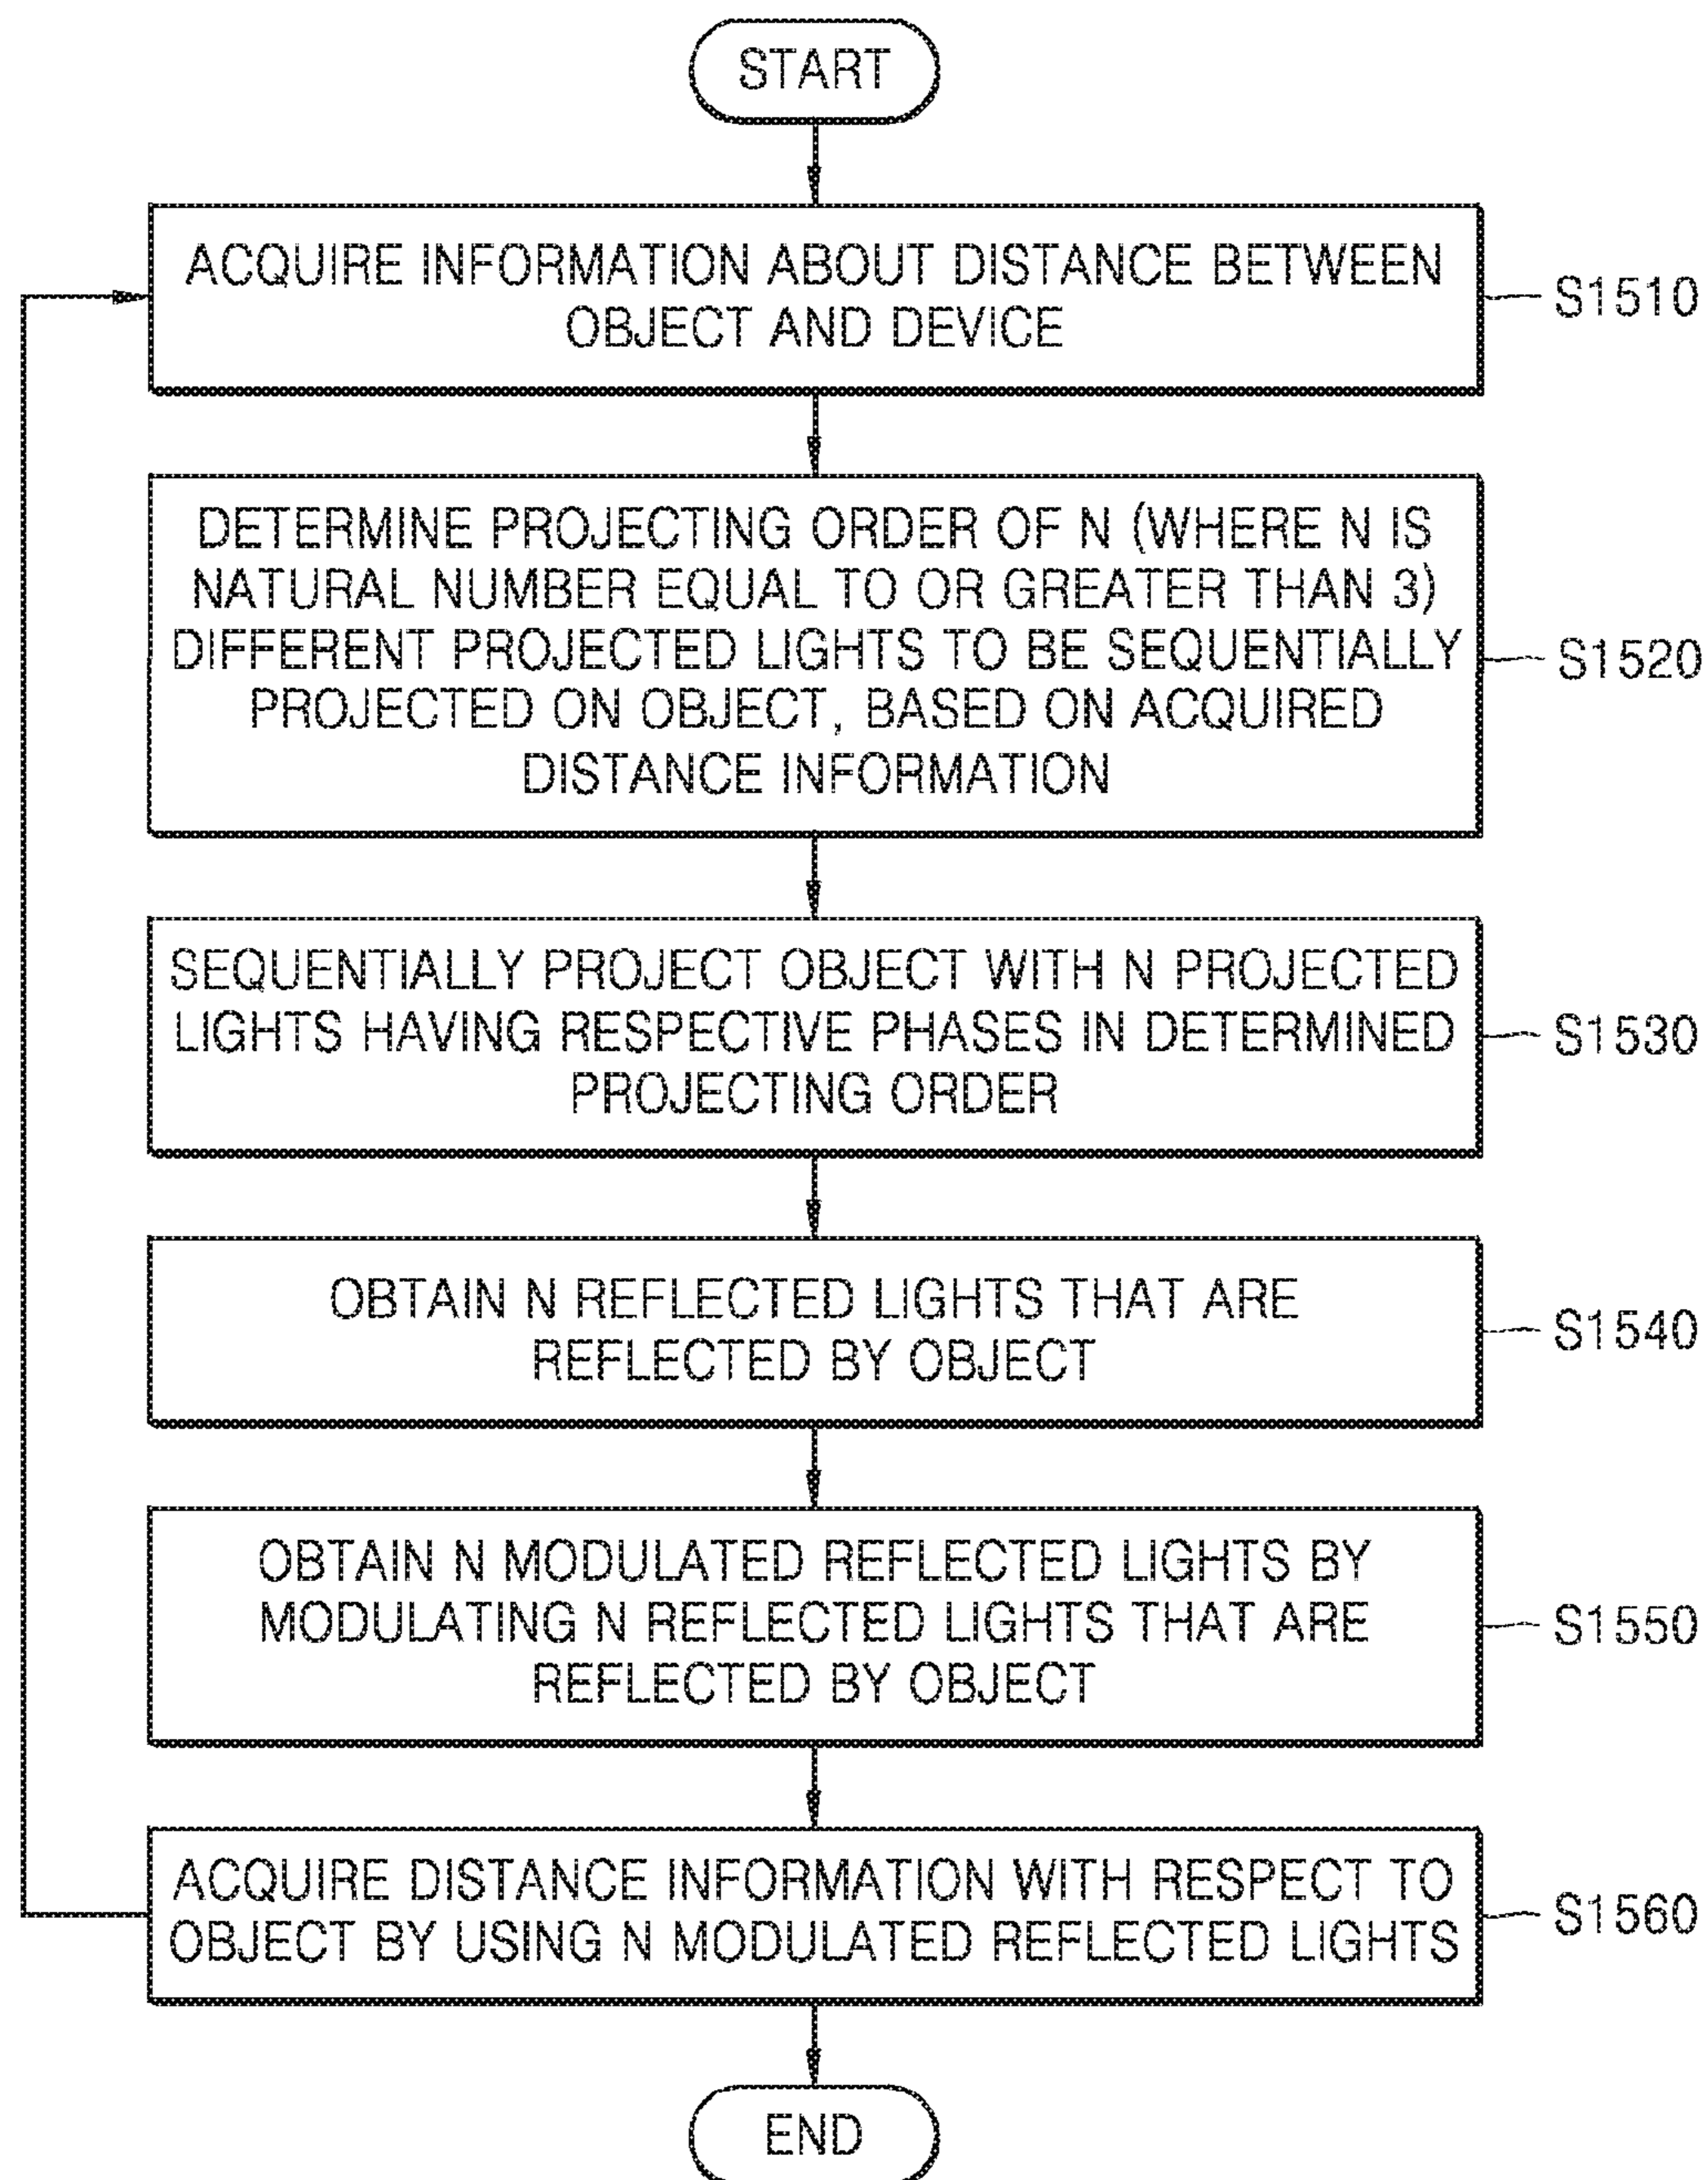 START
ACQUIRE INFORMATION ABOUT DISTANCE BETWEEN
OBJECT AND DEVICE
S1510
DETERMINE PROJECTING ORDER OF N (WHERE N IS
NATURAL NUMBER EQUAL TO OR GREATER THAN 3)
DIFFERENT PROJECTED LIGHTS TO BE SEQUENTIALLY
PROJECTED ON OBJECT, BASED ON ACQUIRED
DISTANCE INFORMATION
S1520
SEQUENTIALLY PROJECT OBJECT WITH N PROJECTED
LIGHTS HAVING RESPECTIVE PHASES IN DETERMINED
PROJECTING ORDER
S1530
OBTAIN N REFLECTED LIGHTS THAT ARE
REFLECTED BY OBJECT
S1540
OBTAIN N MODULATED REFLECTED LIGHTS BY
MODULATING N REFLECTED LIGHTS THAT ARE
REFLECTED BY OBJECT
S1550
ACQUIRE DISTANCE INFORMATION WITH RESPECT TO
OBJECT BY USING N MODULATED REFLECTED LIGHTS
S1560
END